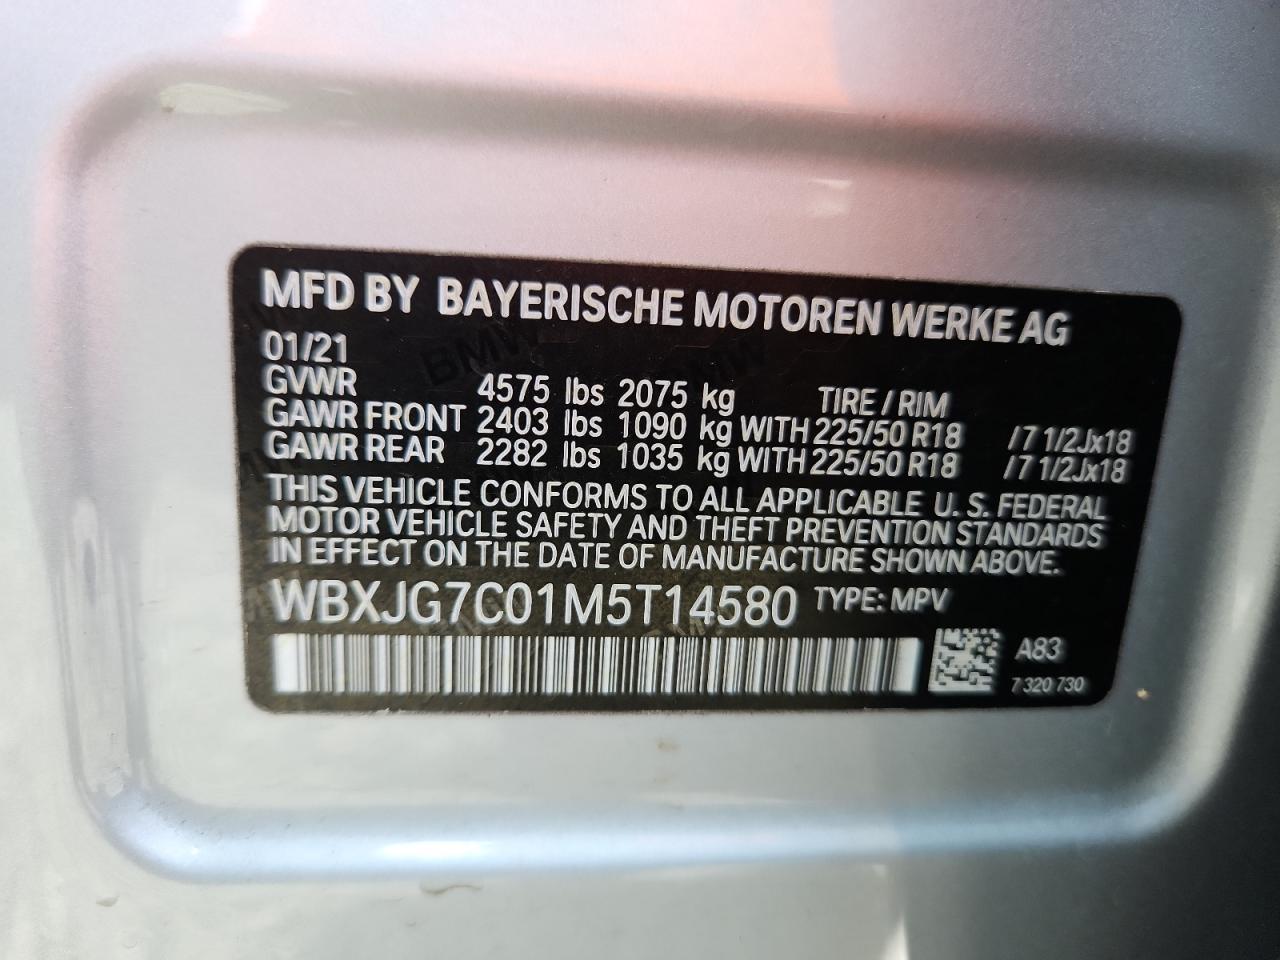 MFD BY BAYERISCHE MOTOREN WERKE AG
01/21
GVWR 4575 lbs 2075 kg TIRE / RIM
GAWR FRONT 2403 lbs 1090 kg WITH 225/50 R18 /7 1/2Jx18
GAWR REAR 2282 lbs 1035 kg WITH 225/50 R18 /7 1/2Jx18
THIS VEHICLE CONFORMS TO ALL APPLICABLE U. S. FEDERAL
MOTOR VEHICLE SAFETY AND THEFT PREVENTION STANDARDS
IN EFFECT ON THE DATE OF MANUFACTURE SHOWN ABOVE.
WBXJG7C01M5T14580 TYPE: MPV
A83
7 320 730